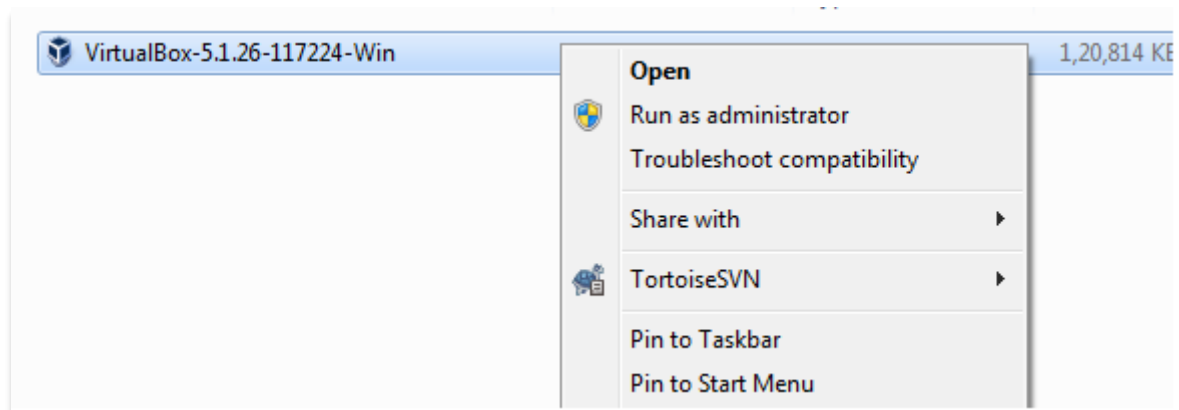 VirtualBox-5.1.26-117224-Win 1,20,814 KB
Open
Run as administrator
Troubleshoot compatibility
Share with
TortoiseSVN
Pin to Taskbar
Pin to Start Menu